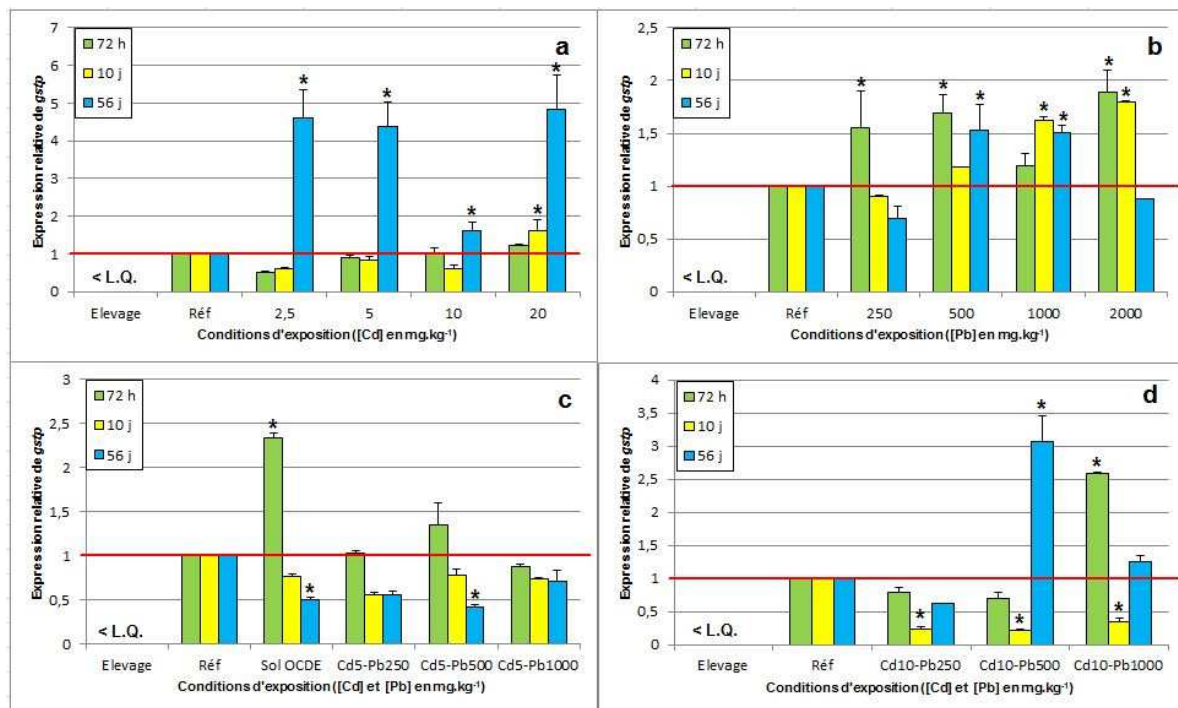 a
72 h
10 j
56 j
Expression relative de gstp
7
6
5
4
3
2
1
0
* * * * *
< L.Q.
Elevage Réf 2,5 5 10 20
Conditions d'exposition ([Cd] en mg.kg-1)
b
72 h
10 j
56 j
Expression relative de gstp
2,5
2
1,5
1
0,5
0
* * * * * * *
< L.Q.
Elevage Réf 250 500 1000 2000
Conditions d'exposition ([Pb] en mg.kg-1)
c
72 h
10 j
56 j
Expression relative de gstp
3
2,5
2
1,5
1
0,5
0
* * *
< L.Q.
Elevage Réf Sol OCDE Cd5-Pb250 Cd5-Pb500 Cd5-Pb1000
Conditions d'exposition ([Cd] et [Pb] en mg.kg-1)
d
72 h
10 j
56 j
Expression relative de gstp
4
3,5
3
2,5
2
1,5
1
0,5
0
* * * * *
< L.Q.
Elevage Réf Cd10-Pb250 Cd10-Pb500 Cd10-Pb1000
Conditions d'exposition ([Cd] et [Pb] en mg.kg-1)